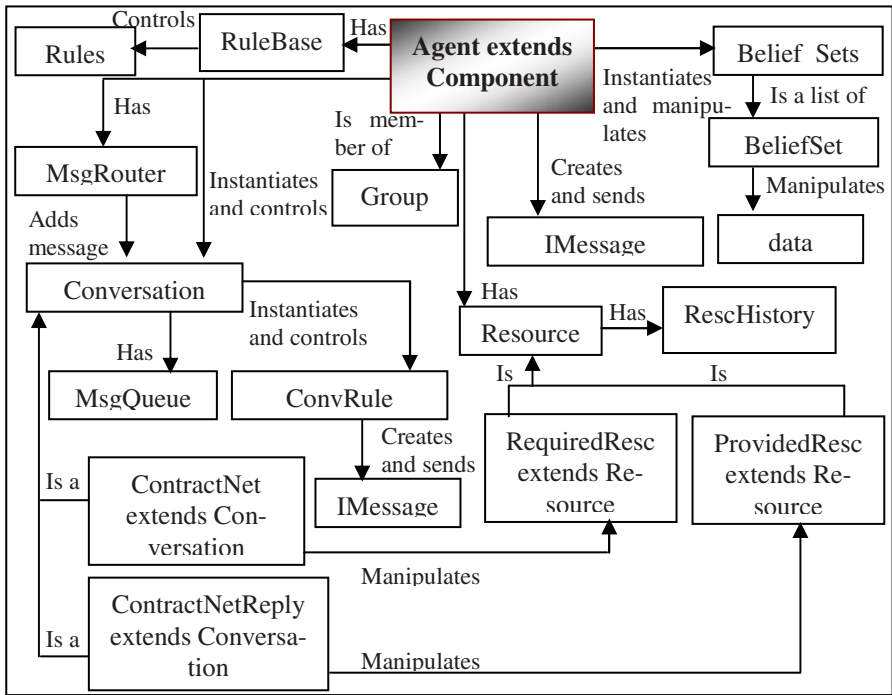 Controls
Has
Rules
RuleBase
Agent extends
Component
Belief Sets
Instantiates
and manipu-
lates
Is a list of
Has
Is mem-
ber of
BeliefSet
MsgRouter
Instantiates
and controls
Group
Creates
and sends
Manipulates
Adds
message
IMessage
data
Conversation
Instantiates
and controls
Has
Resource
Has
RescHistory
Has
Is
Is
MsgQueue
ConvRule
Creates
and sends
RequiredResc
extends Re-
source
ProvidedResc
extends Re-
source
Is a
ContractNet
extends Con-
versation
IMessage
Manipulates
Is a
ContractNetReply
extends Conversa-
tion
Manipulates